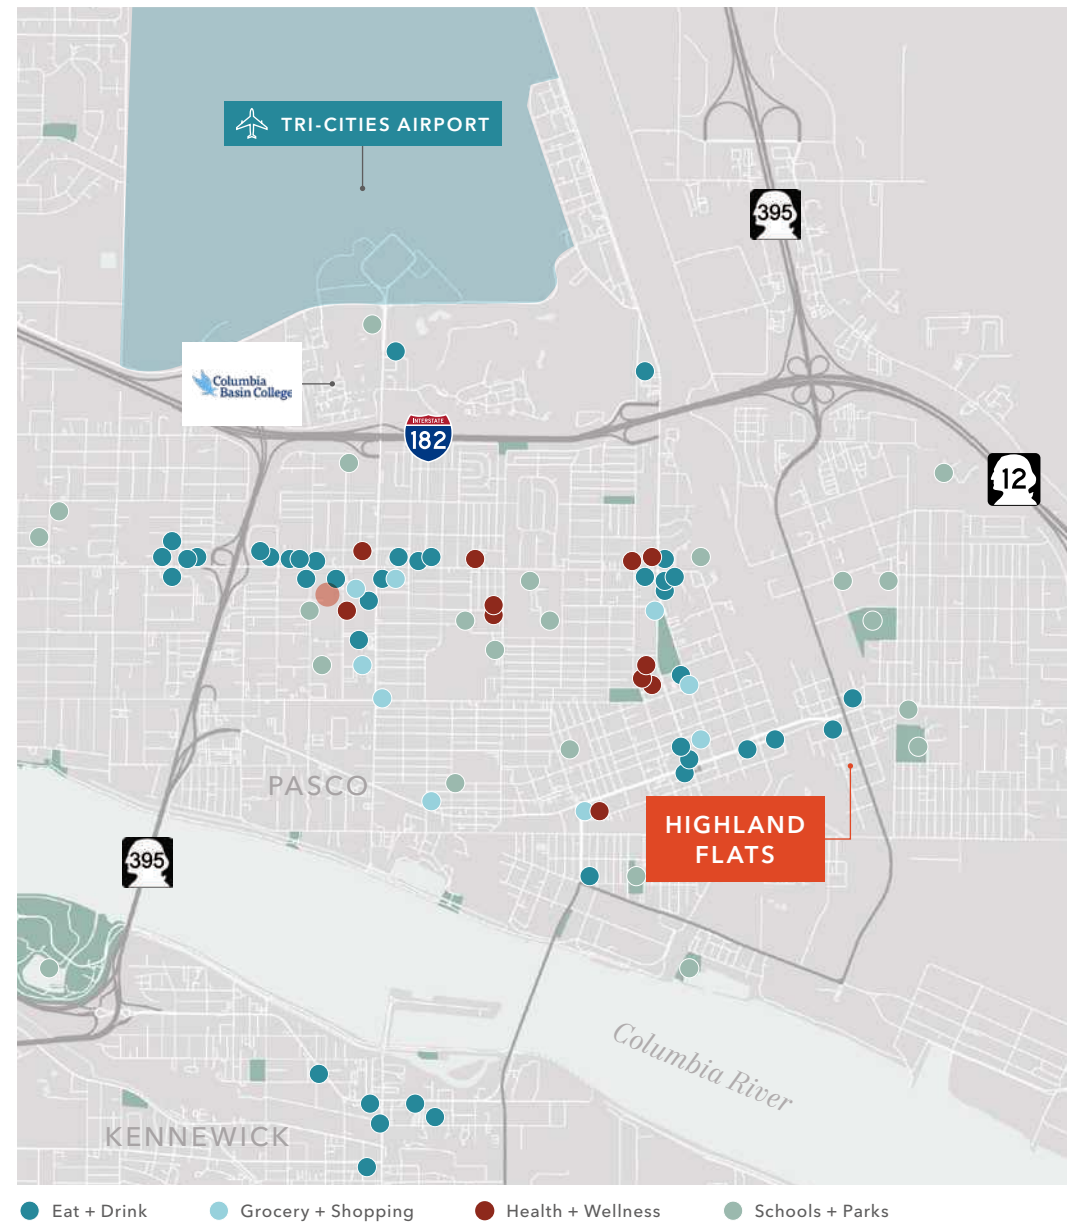 TRI-CITIES AIRPORT
395
Columbia
Basin College
INTERSTATE
182
12
PASCO
HIGHLAND
FLATS
395
Columbia River
KENNEWICK
Eat + Drink
Grocery + Shopping
Health + Wellness
Schools + Parks